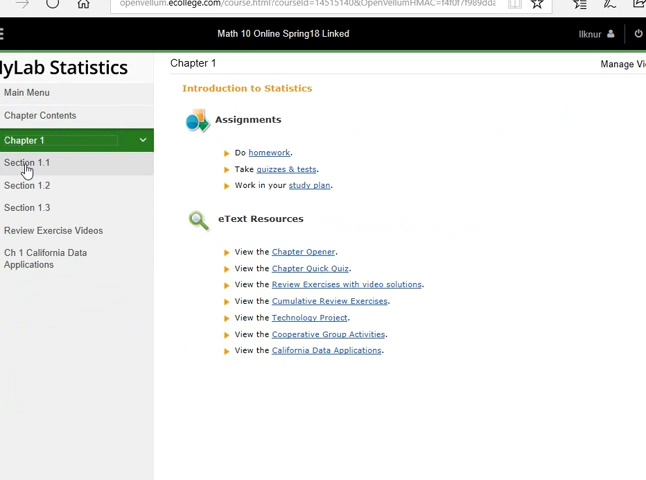 openvellum.ecollege.com/course.html?courseId=14515140&OpenVellumHMAC=f4f0f7f989dd
Math 10 Online Spring18 Linked
Ilknur
yLab Statistics
Chapter 1
Manage Vi
Main Menu
Introduction to Statistics
Chapter Contents
Assignments
Chapter 1
Do homework.
Section 1.1
Take quizzes & tests.
Section 1.2
Work in your study plan.
Section 1.3
eText Resources
Review Exercise Videos
Ch 1 California Data
Applications
View the Chapter Opener.
View the Chapter Quick Quiz.
View the Review Exercises with video solutions.
View the Cumulative Review Exercises.
View the Technology Project.
View the Cooperative Group Activities.
View the California Data Applications.